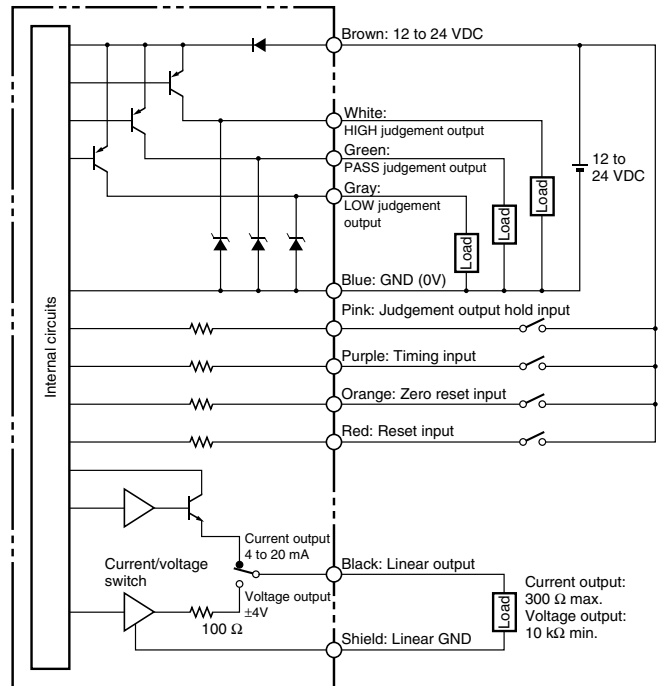 Brown: 12 to 24 VDC
White:
HIGH judgement output
Green:
PASS judgement output
Gray:
LOW judgement
output
Load
Load
Load
12 to
24 VDC
Blue: GND (0V)
Internal circuits
Pink: Judgement output hold input
Purple: Timing input
Orange: Zero reset input
Red: Reset input
Current output
4 to 20 mA
Current/voltage
switch
Black: Linear output
Voltage output
±4V
100 Ω
Load
Current output:
300 Ω max.
Voltage output:
10 kΩ min.
Shield: Linear GND